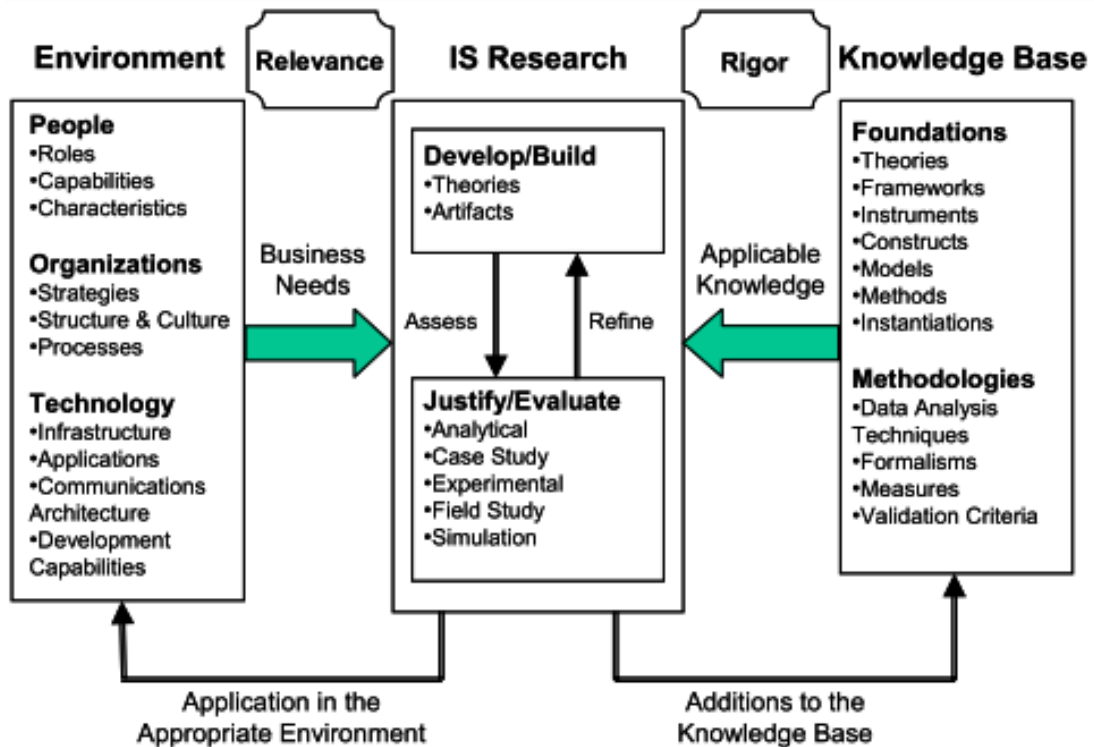 Environment
Relevance
IS Research
Rigor
Knowledge Base
People
•Roles
•Capabilities
•Characteristics
Organizations
•Strategies
•Structure & Culture
•Processes
Technology
•Infrastructure
•Applications
•Communications
Architecture
•Development
Capabilities
Business
Needs
Develop/Build
•Theories
•Artifacts
Assess
Refine
Justify/Evaluate
•Analytical
•Case Study
•Experimental
•Field Study
•Simulation
Applicable
Knowledge
Foundations
•Theories
•Frameworks
•Instruments
•Constructs
•Models
•Methods
•Instantiations
Methodologies
•Data Analysis
Techniques
•Formalisms
•Measures
•Validation Criteria
Application in the
Appropriate Environment
Additions to the
Knowledge Base